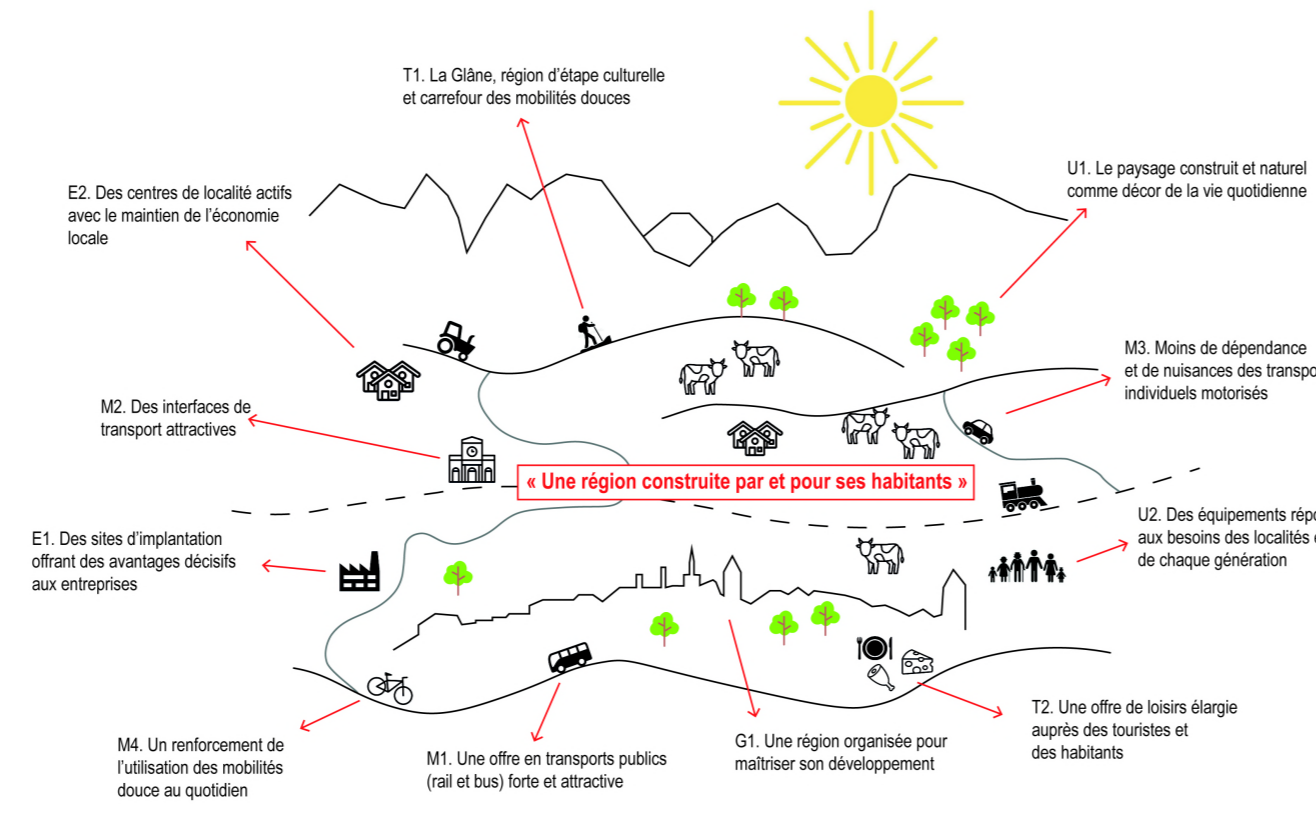 T1. La Glâne, région d’étape culturelle
et carrefour des mobilités douces
U1. Le paysage construit et naturel
comme décor de la vie quotidienne
E2. Des centres de localité actifs
avec le maintien de l’économie
locale
M3. Moins de dépendance
et de nuisances des
individuels motorisés
M2. Des interfaces de
transport attractives
« Une région construite par et pour ses habitants »
U2. Des équipements
aux besoins des localités
de chaque génération
E1. Des sites d’implantation
offrant des avantages décisifs
aux entreprises
M4. Un renforcement de
l’utilisation des mobilités
douce au quotidien
M1. Une offre en transports publics
(rail et bus) forte et attractive
G1. Une région organisée pour
maîtriser son développement
T2. Une offre de loisirs élargie
auprès des touristes et
des habitants